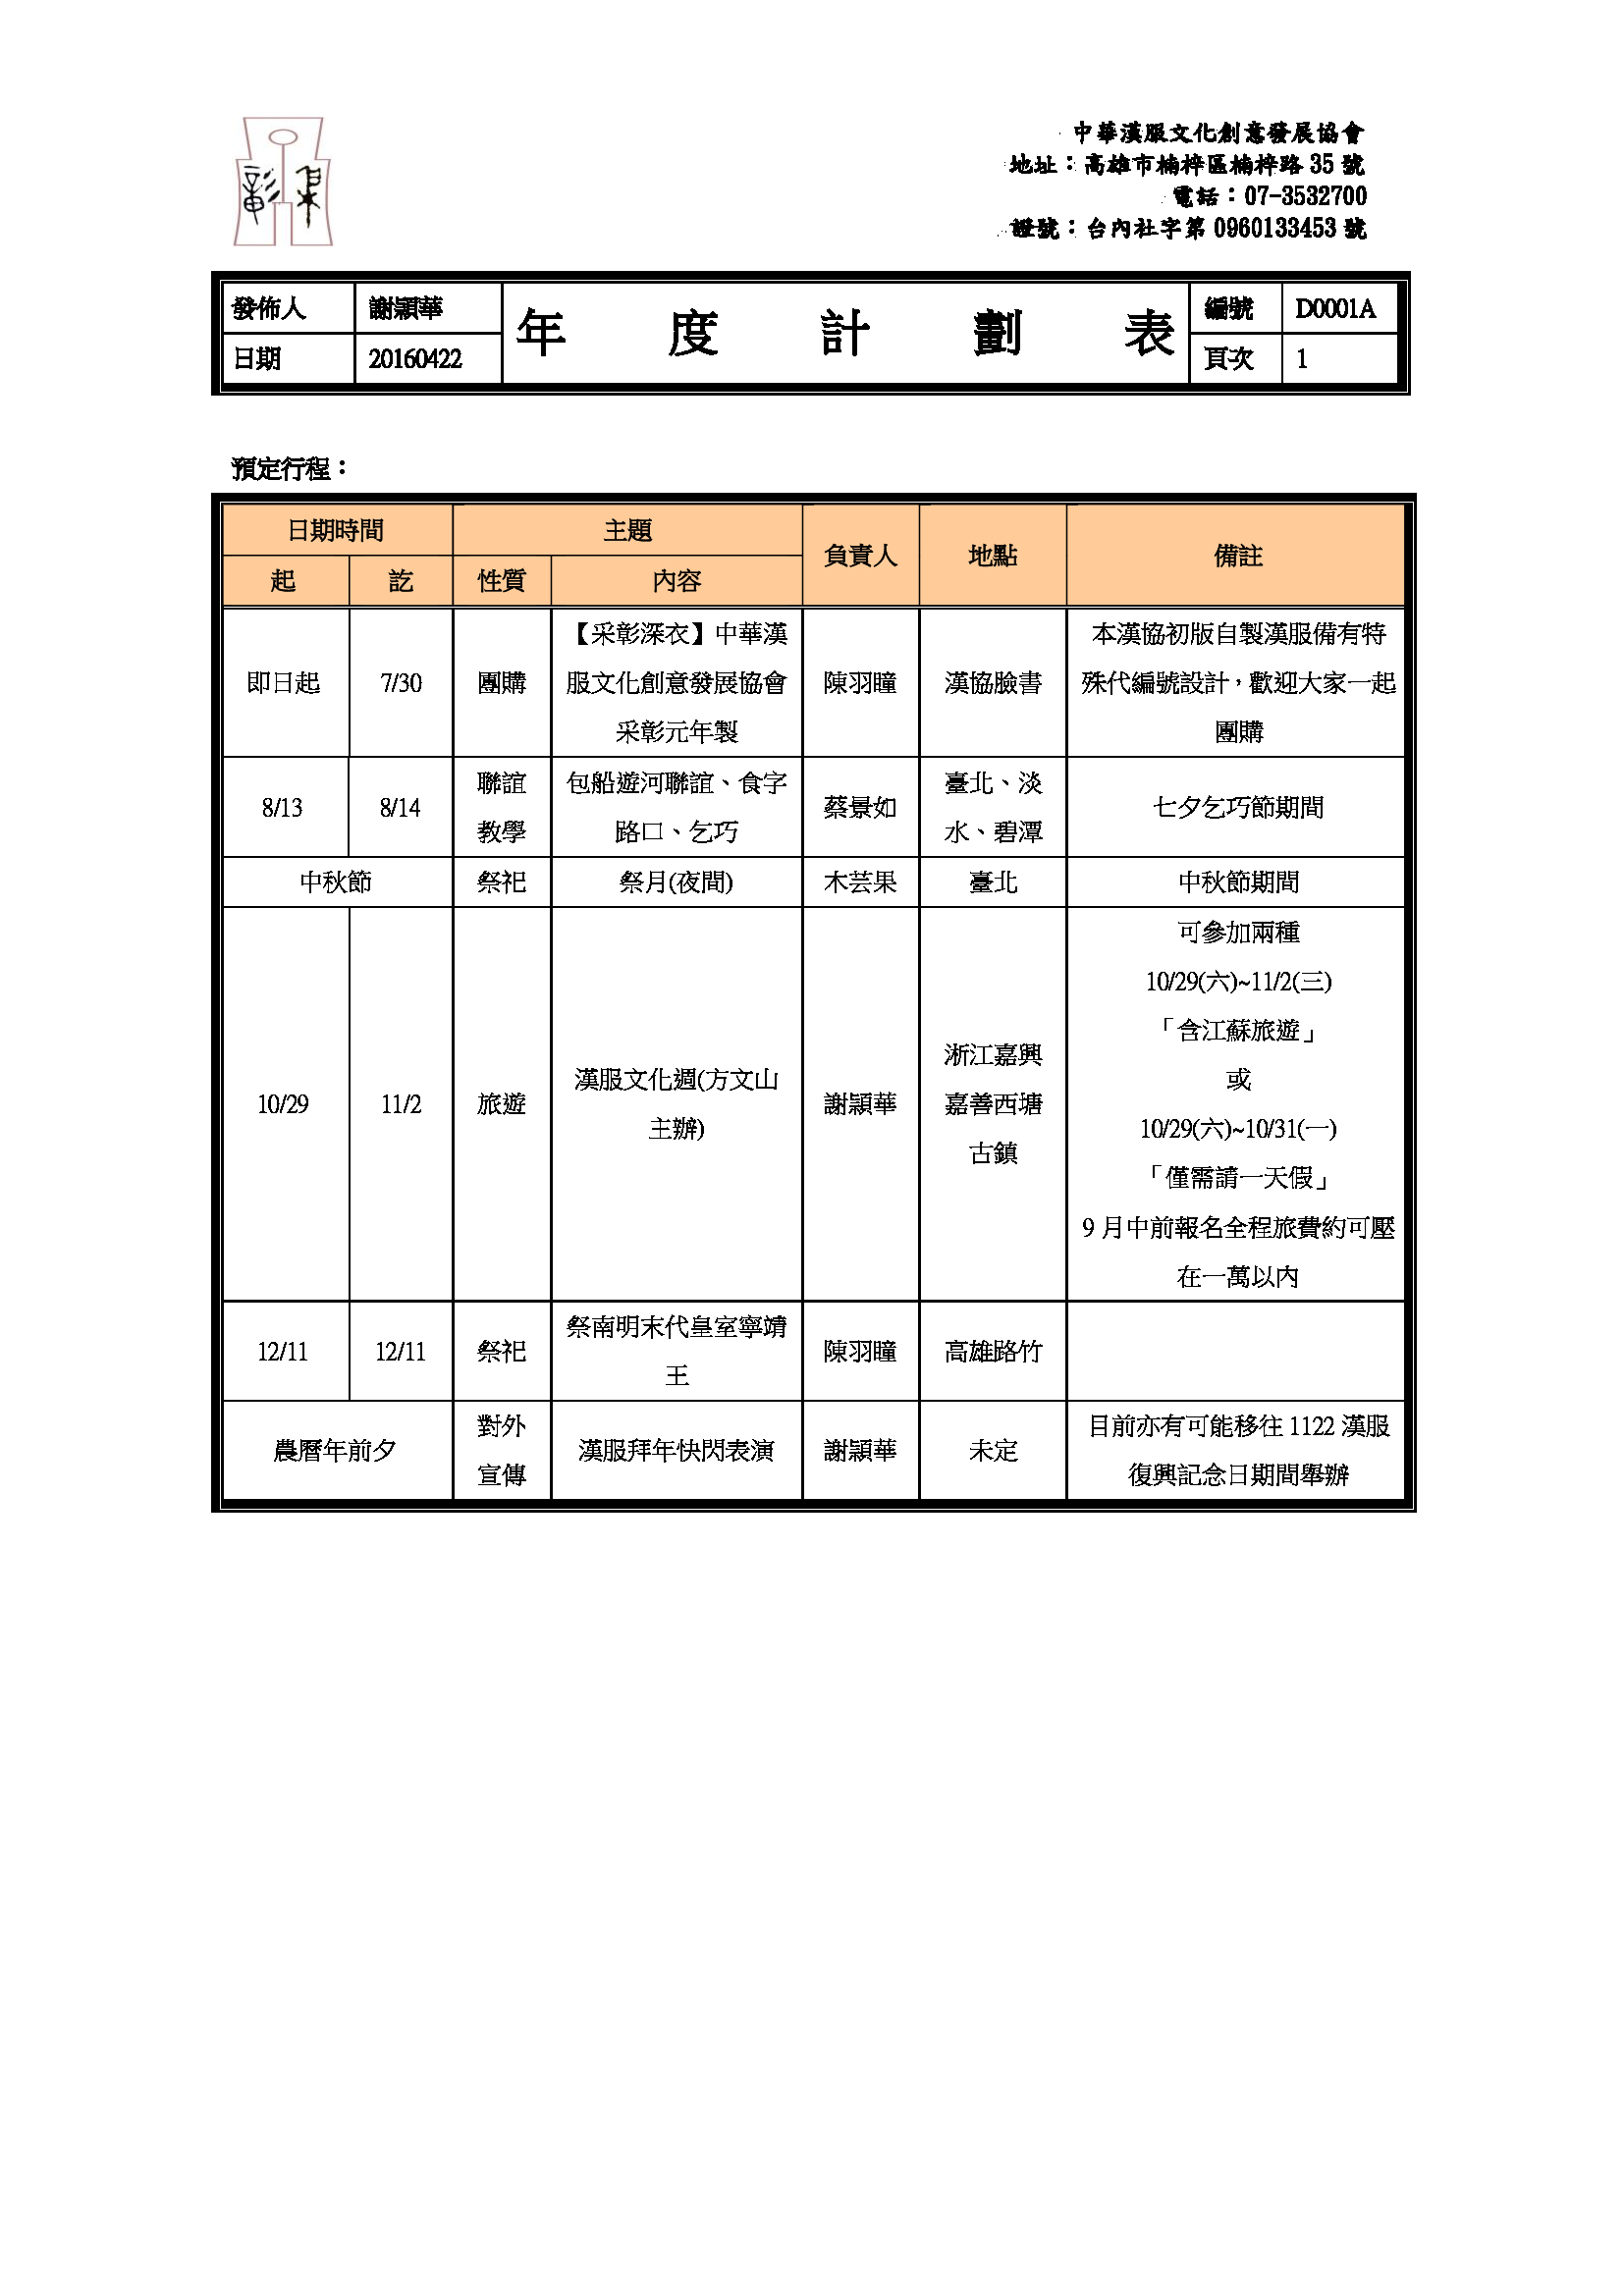 中華漢服文化創意發展協會
地址：高雄市楠梓區楠梓路 35 號
電話：07-3532700
證號：台內社字第 0960133453 號
發佈人 謝穎華 年 度 計 劃 表 編號 D0001A
日期 20160422 頁次 1
預定行程：
日期時間 主題 負責人 地點 備註
起 訖 性質 內容
即日起 7/30 團購 【采彰深衣】中華漢
服文化創意發展協會
采彰元年製
陳羽瞳 漢協臉書 本漢協初版自製漢服備有特
殊代編號設計，歡迎大家一起
團購
8/13 8/14 聯誼
教學
包船遊河聯誼、食字
路口、乞巧
蔡景如 臺北、淡
水、碧潭
七夕乞巧節期間
中秋節 祭祀 祭月(夜間) 木芸果 臺北 中秋節期間
10/29 11/2 旅遊 漢服文化週(方文山
主辦)
謝穎華 浙江嘉興
嘉善西塘
古鎮
可參加兩種
10/29(六)~11/2(三)
「含江蘇旅遊」
或
10/29(六)~10/31(一)
「僅需請一天假」
9 月中前報名全程旅費約可壓
在一萬以內
12/11 12/11 祭祀 祭南明末代皇室寧靖
王
陳羽瞳 高雄路竹
農曆年前夕 對外
宣傳
漢服拜年快閃表演 謝穎華 未定 目前亦有可能移往 1122 漢服
復興記念日期間舉辦